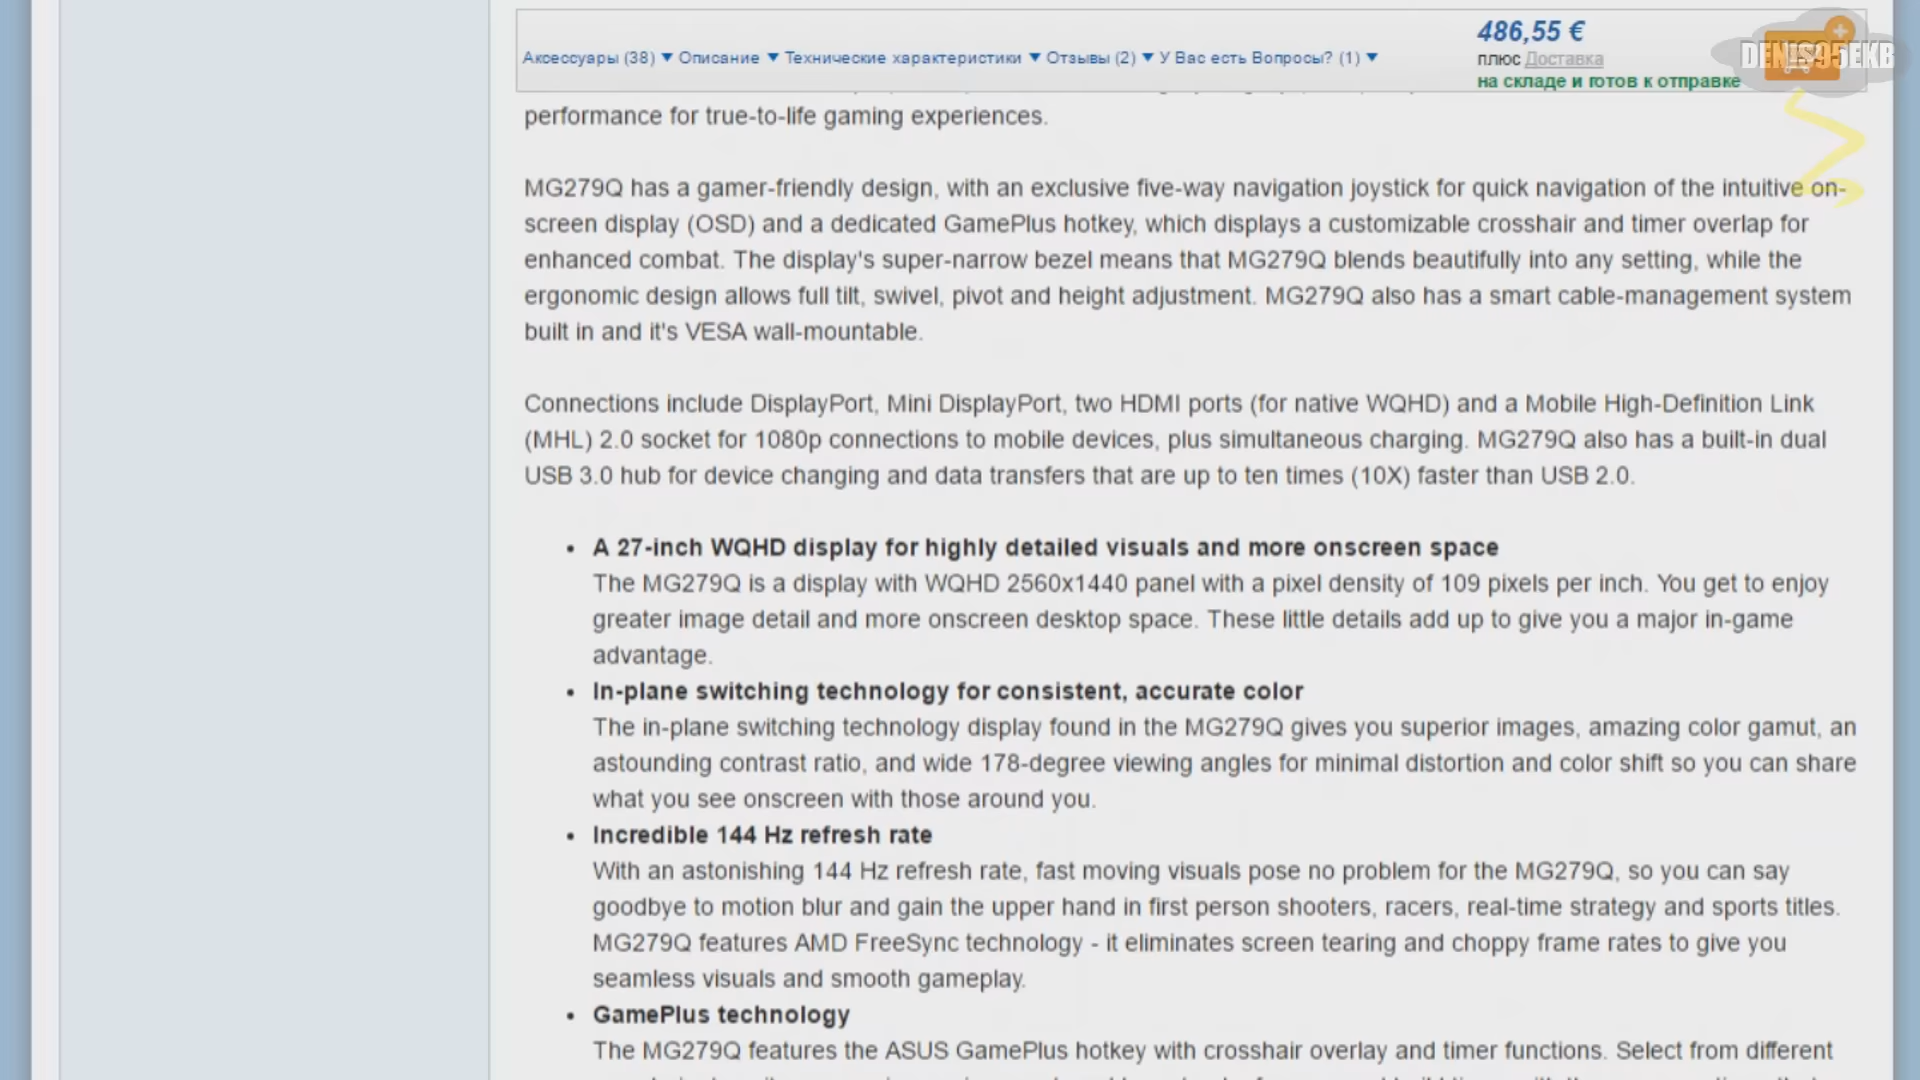 486,55 €
Аксессуары (38) Описание Технические характеристики Отзывы (2) У Вас есть Вопросы? (1)
плюс Доставка
DENIS95EKB
на складе и готов к отправке
performance for true-to-life gaming experiences.
MG279Q has a gamer-friendly design, with an exclusive five-way navigation joystick for quick navigation of the intuitive on-
screen display (OSD) and a dedicated GamePlus hotkey, which displays a customizable crosshair and timer overlap for
enhanced combat. The display's super-narrow bezel means that MG279Q blends beautifully into any setting, while the
ergonomic design allows full tilt, swivel, pivot and height adjustment. MG279Q also has a smart cable-management system
built in and it's VESA wall-mountable.
Connections include DisplayPort, Mini DisplayPort, two HDMI ports (for native WQHD) and a Mobile High-Definition Link
(MHL) 2.0 socket for 1080p connections to mobile devices, plus simultaneous charging. MG279Q also has a built-in dual
USB 3.0 hub for device changing and data transfers that are up to ten times (10X) faster than USB 2.0.
• A 27-inch WQHD display for highly detailed visuals and more onscreen space
The MG279Q is a display with WQHD 2560x1440 panel with a pixel density of 109 pixels per inch. You get to enjoy
greater image detail and more onscreen desktop space. These little details add up to give you a major in-game
advantage.
• In-plane switching technology for consistent, accurate color
The in-plane switching technology display found in the MG279Q gives you superior images, amazing color gamut, an
astounding contrast ratio, and wide 178-degree viewing angles for minimal distortion and color shift so you can share
what you see onscreen with those around you.
• Incredible 144 Hz refresh rate
With an astonishing 144 Hz refresh rate, fast moving visuals pose no problem for the MG279Q, so you can say
goodbye to motion blur and gain the upper hand in first person shooters, racers, real-time strategy and sports titles.
MG279Q features AMD FreeSync technology - it eliminates screen tearing and choppy frame rates to give you
seamless visuals and smooth gameplay.
• GamePlus technology
The MG279Q features the ASUS GamePlus hotkey with crosshair overlay and timer functions. Select from different